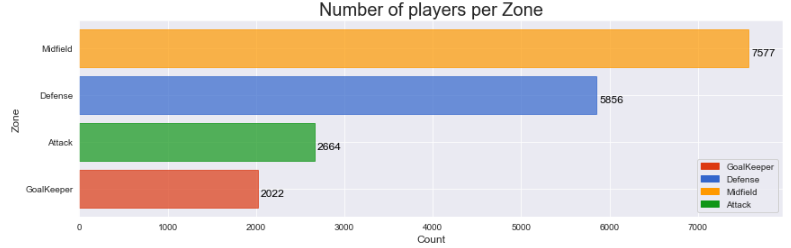 Number of players per Zone
Midfield
7577
Defense
5856
Attack
2664
GoalKeeper
2022
Zone
0 1000 2000 3000 4000 5000 6000 7000
Count
GoalKeeper
Defense
Midfield
Attack